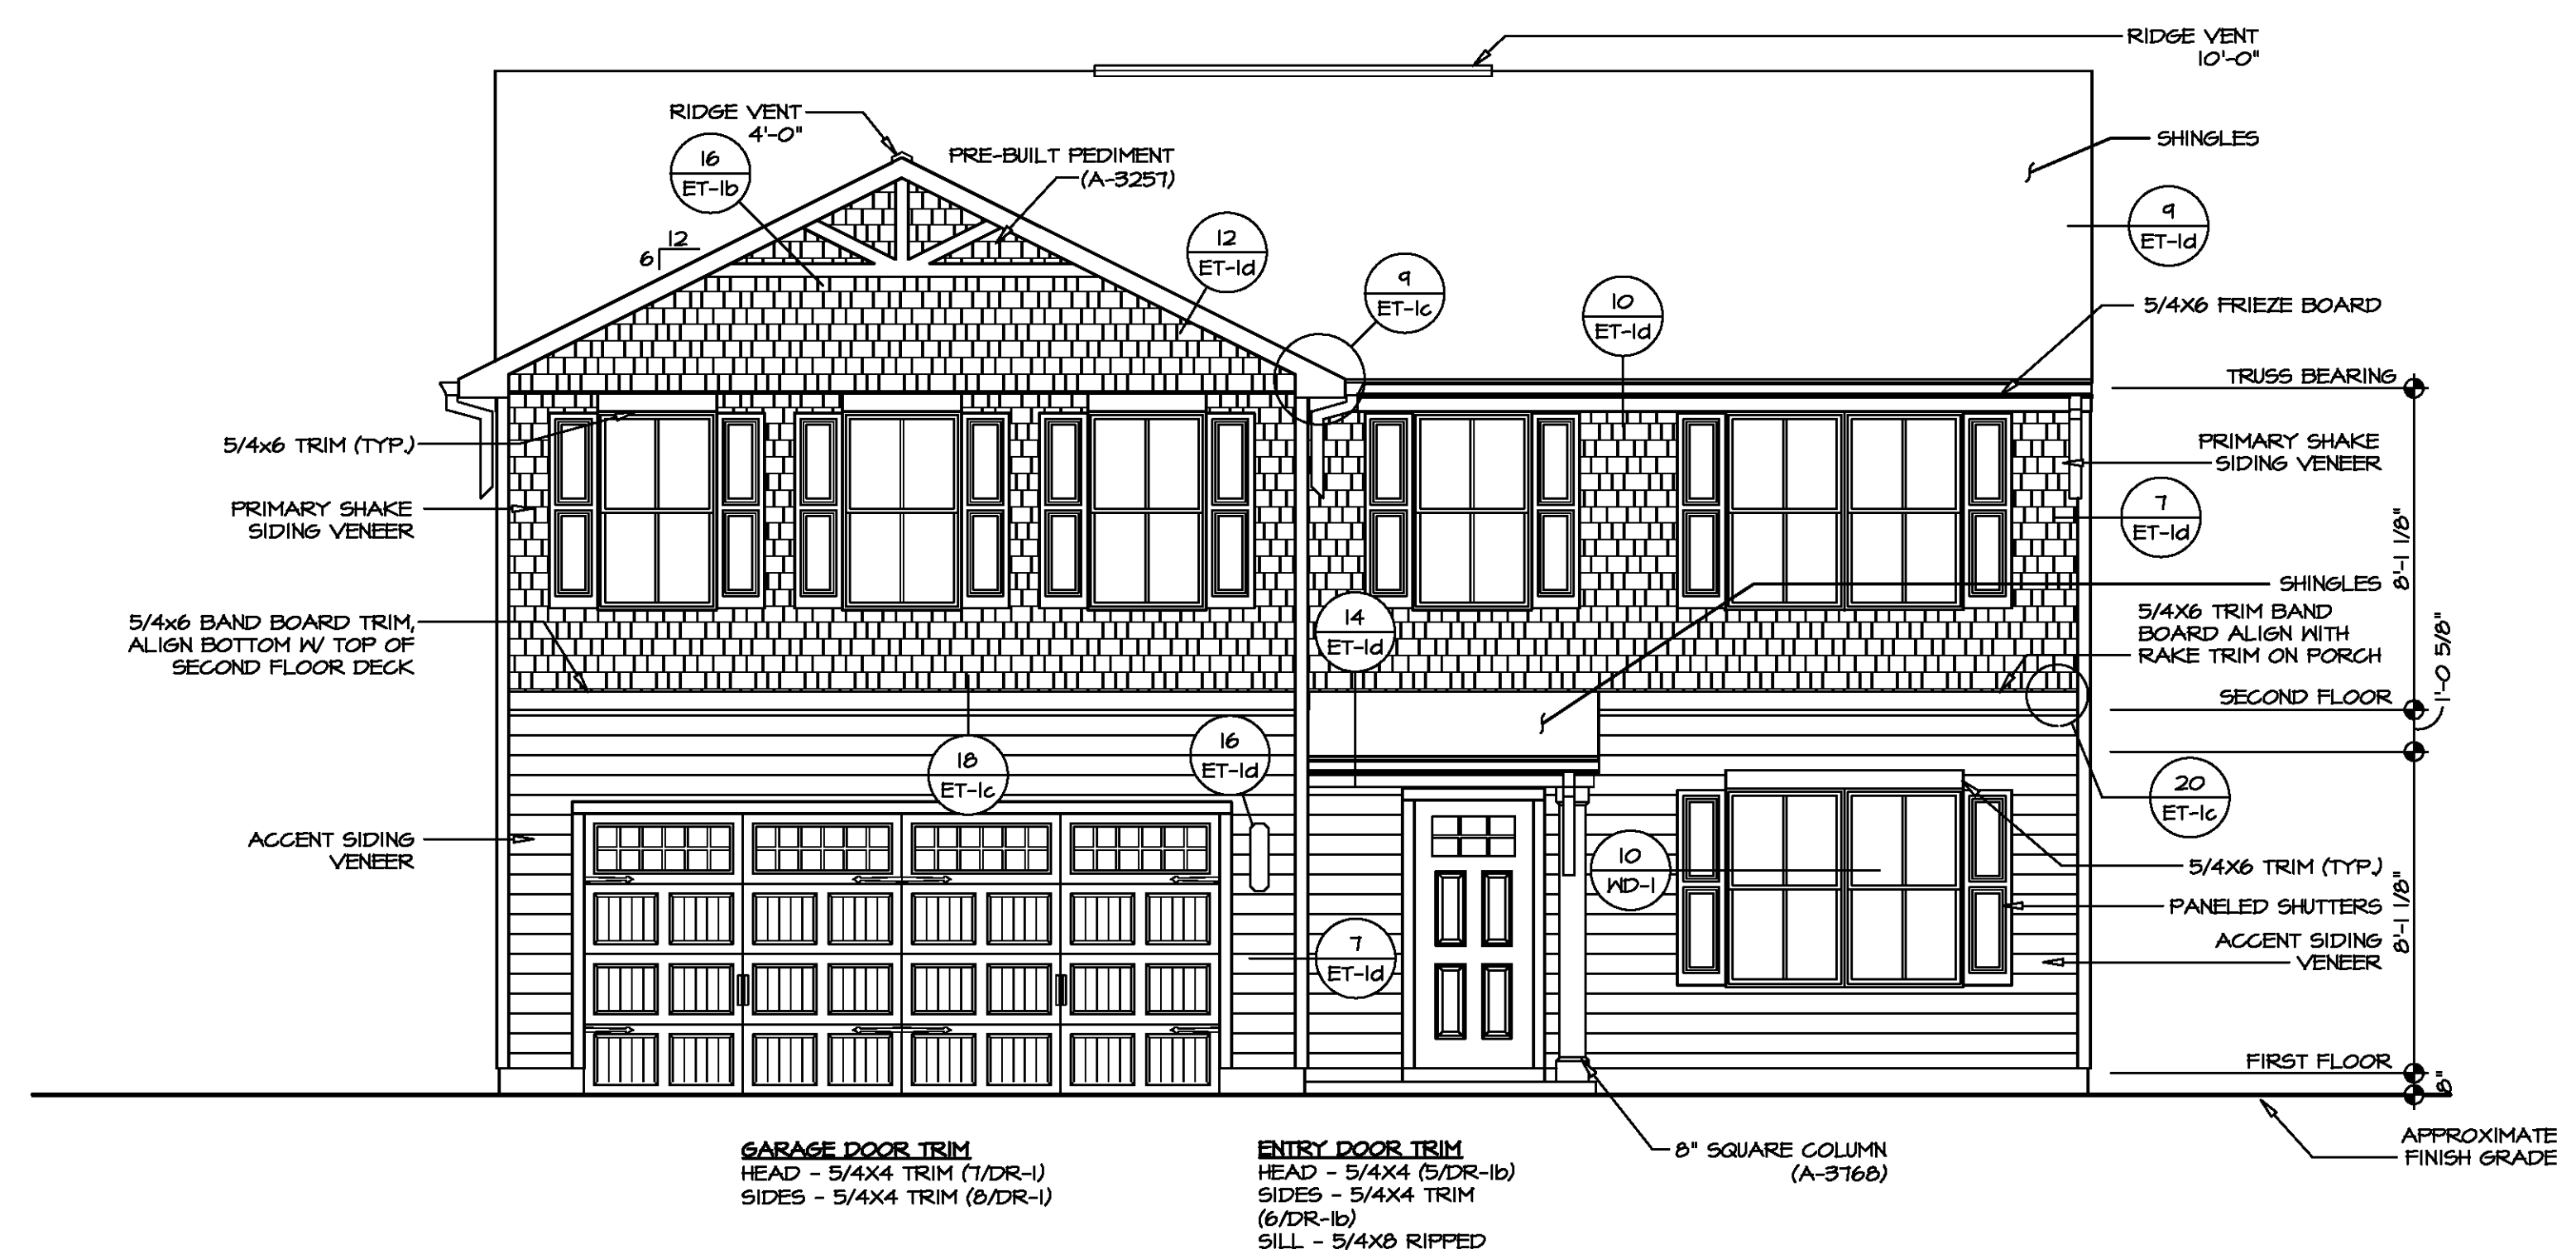 RIDGE VENT
10'-0"
RIDGE VENT
4'-0"
16
ET-1b
PRE-BUILT PEDIMENT
(A-3257)
SHINGLES
9
ET-1d
12
6
12
ET-1d
9
ET-1c
10
ET-1d
5/4X6 FRIEZE BOARD
TRUSS BEARING
5/4x6 TRIM (TYP.)
PRIMARY SHAKE
SIDING VENEER
PRIMARY SHAKE
SIDING VENEER
7
ET-1d
8'-1 1/8"
SHINGLES
5/4x6 BAND BOARD TRIM,
ALIGN BOTTOM W/ TOP OF
SECOND FLOOR DECK
14
ET-1d
5/4X6 TRIM BAND
BOARD ALIGN WITH
RAKE TRIM ON PORCH
1'-0 5/8"
SECOND FLOOR
18
ET-1c
16
ET-1d
20
ET-1c
ACCENT SIDING
VENEER
10
WD-1
5/4X6 TRIM (TYP.)
PANELED SHUTTERS
8'-1 1/8"
ACCENT SIDING
VENEER
7
ET-1d
FIRST FLOOR
8"
GARAGE DOOR TRIM
HEAD - 5/4X4 TRIM (7/DR-1)
SIDES - 5/4X4 TRIM (8/DR-1)
ENTRY DOOR TRIM
HEAD - 5/4X4 (5/DR-1b)
SIDES - 5/4X4 TRIM
(6/DR-1b)
SILL - 5/4X8 RIPPED
8" SQUARE COLUMN
(A-3768)
APPROXIMATE
FINISH GRADE